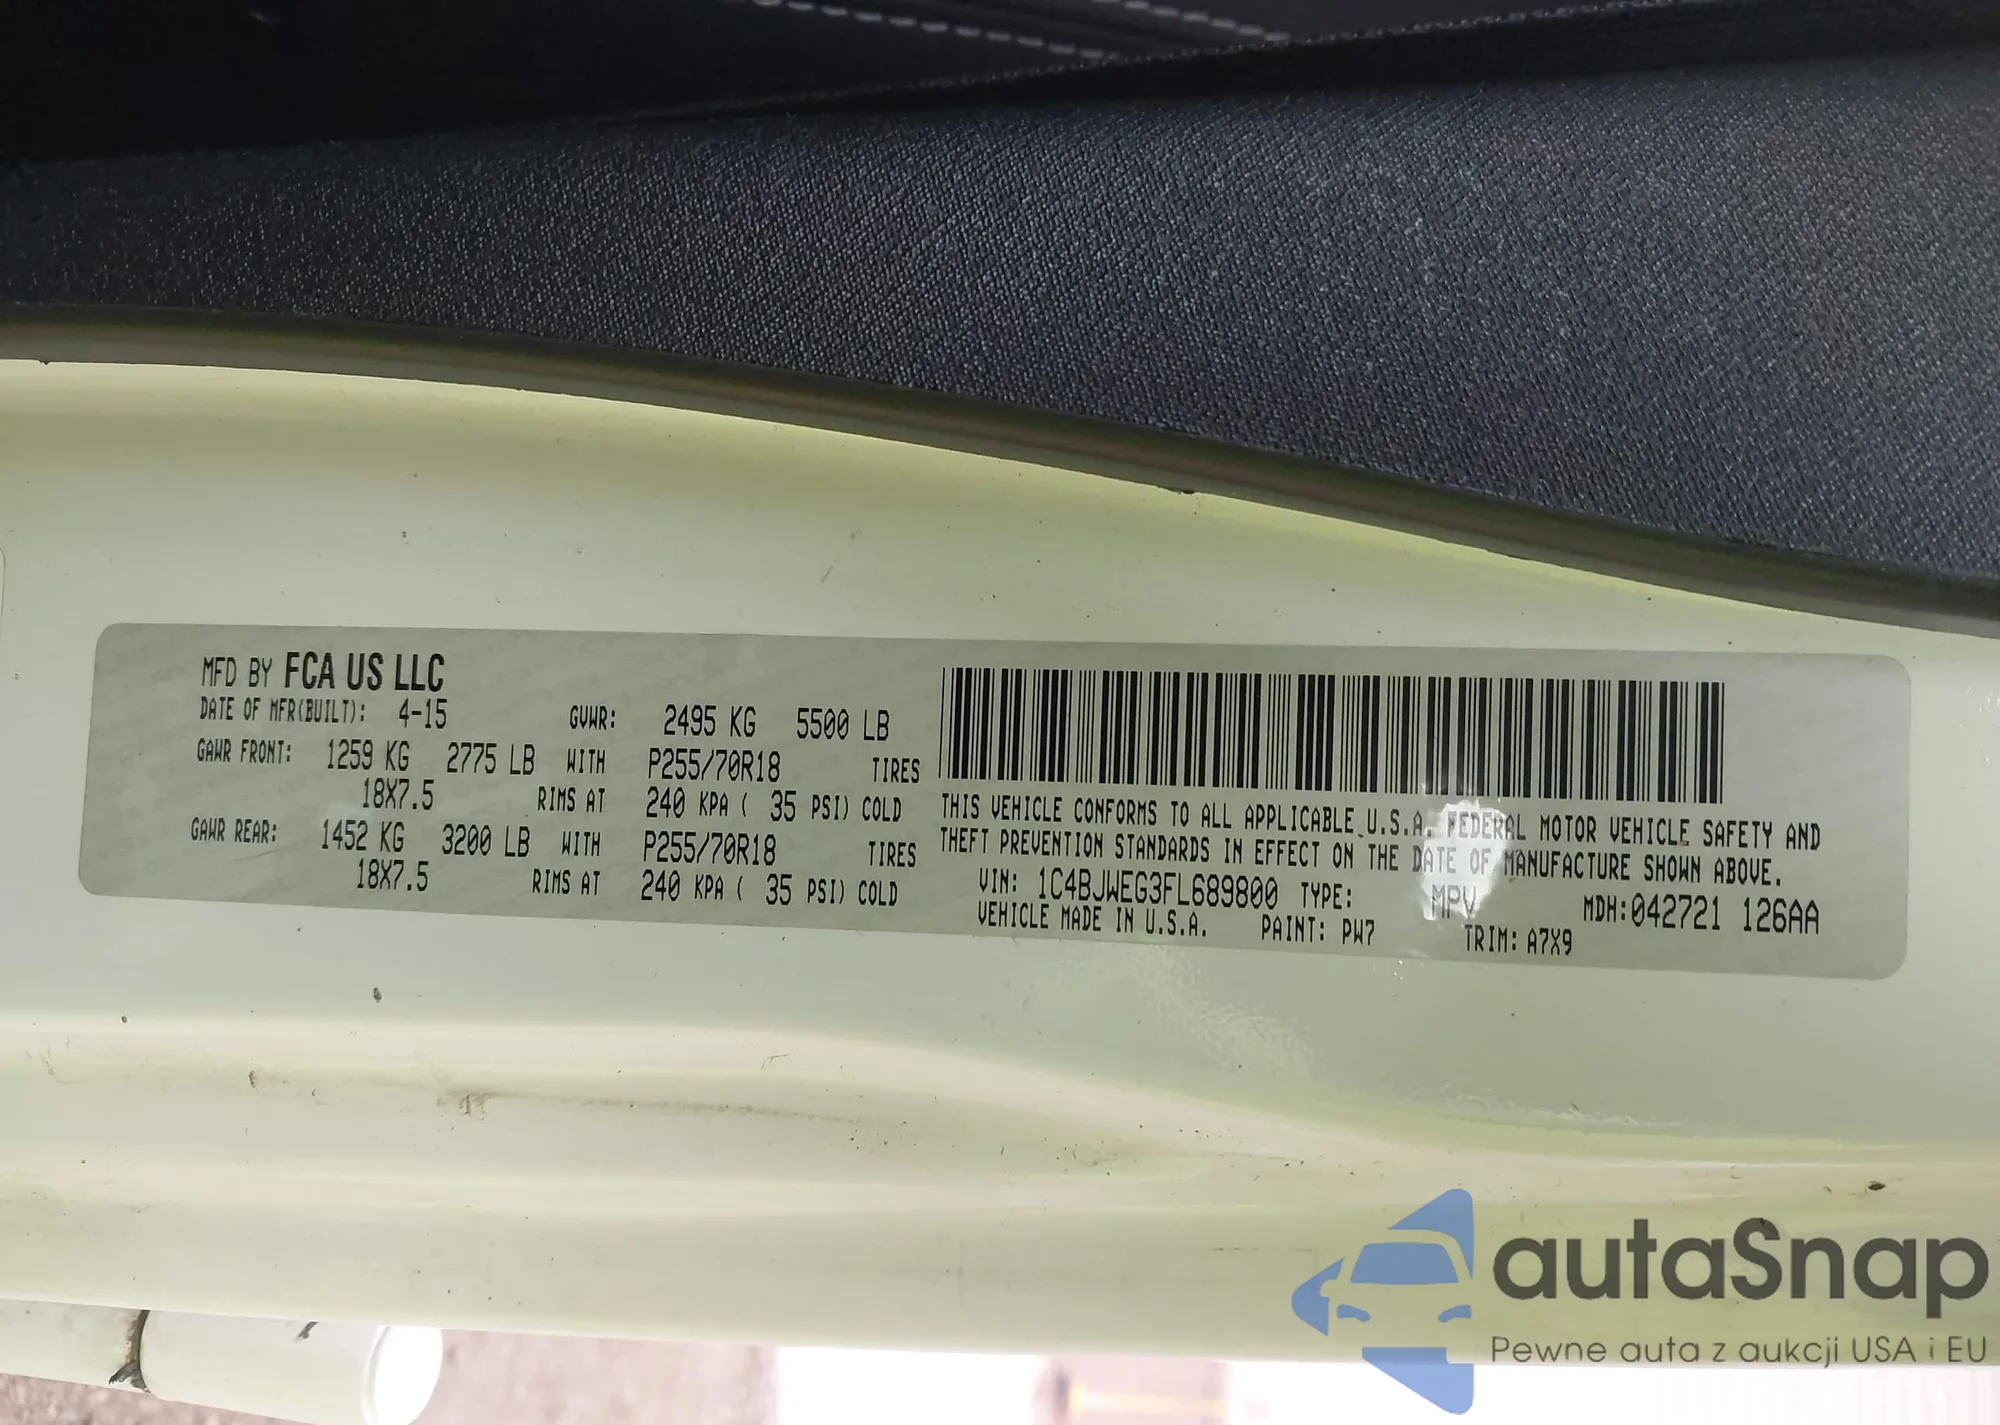 MFD BY FCA US LLC
DATE OF MFR(BUILT): 4-15 GVWR: 2495 KG 5500 LB
GAWR FRONT: 1259 KG 2775 LB WITH P255/70R18 TIRES
18X7.5 RIMS AT 240 KPA ( 35 PSI) COLD
GAWR REAR: 1452 KG 3200 LB WITH P255/70R18 TIRES
18X7.5 RIMS AT 240 KPA ( 35 PSI) COLD
THIS VEHICLE CONFORMS TO ALL APPLICABLE U.S.A. FEDERAL MOTOR VEHICLE SAFETY AND
THEFT PREVENTION STANDARDS IN EFFECT ON THE DATE OF MANUFACTURE SHOWN ABOVE.
VIN: 1C4BJWEG3FL689800 TYPE: MPV MDH:042721 126AA
VEHICLE MADE IN U.S.A. PAINT: PW7 TRIM: A7X9
autaSnap
Pewne auta z aukcji USA i EU